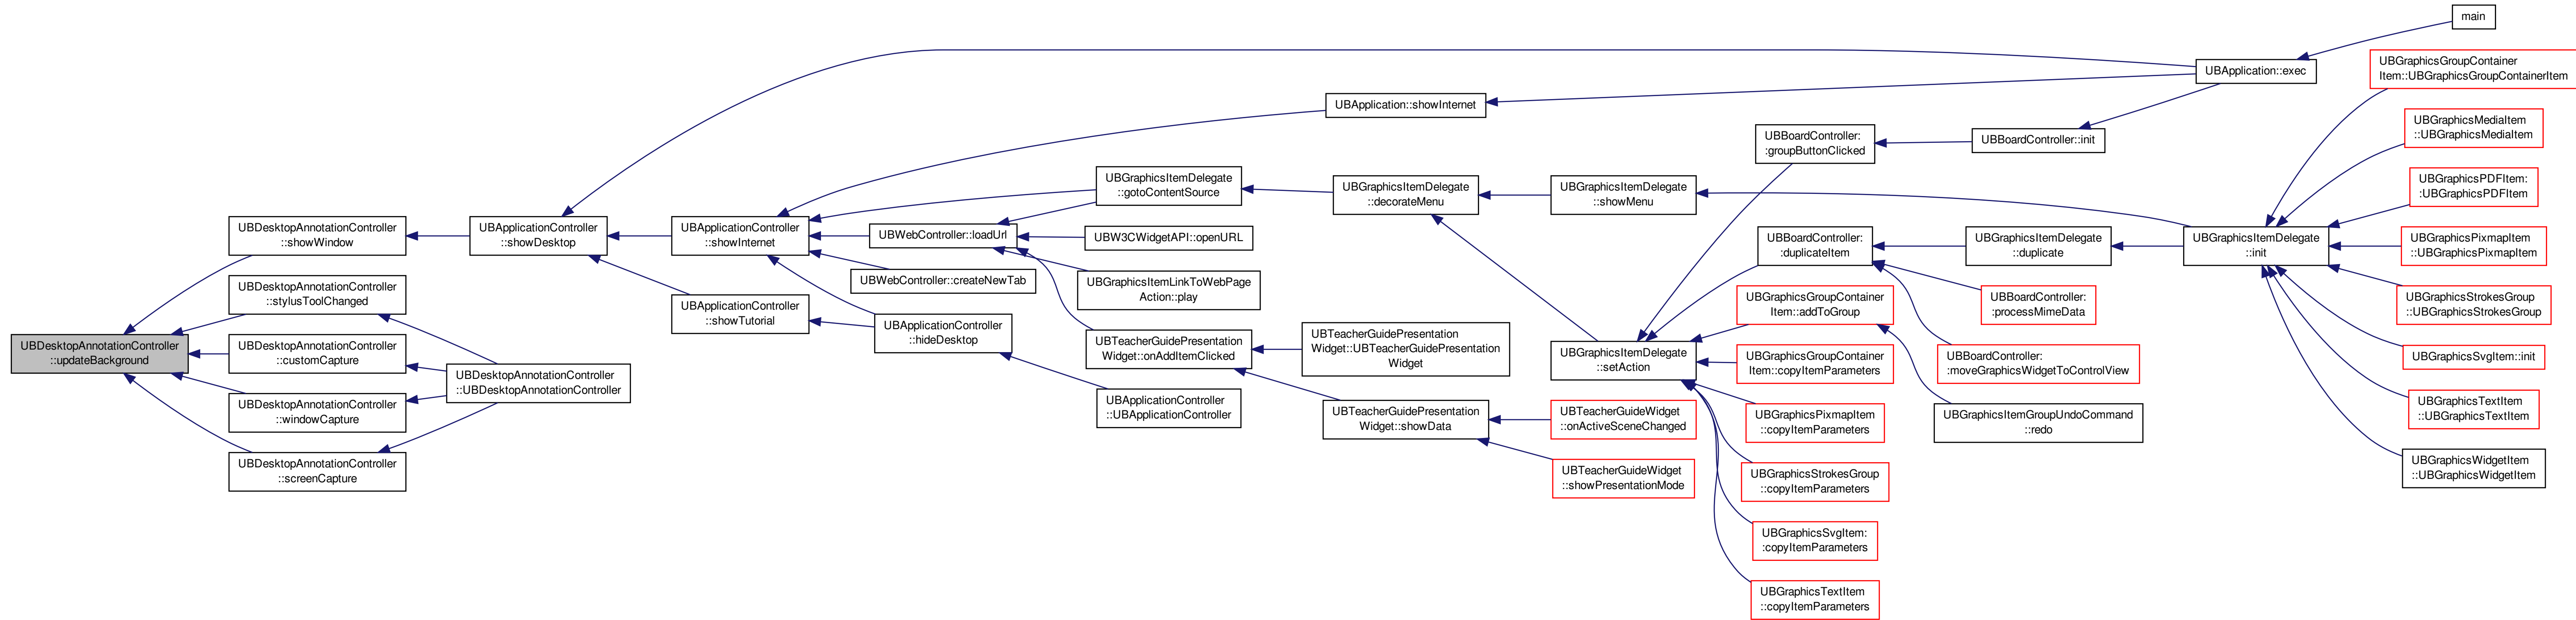 UBDesktopAnnotationController
::updateBackground
UBDesktopAnnotationController
::showWindow
UBDesktopAnnotationController
::stylusToolChanged
UBDesktopAnnotationController
::customCapture
UBDesktopAnnotationController
::windowCapture
UBDesktopAnnotationController
::screenCapture
UBApplicationController
::showDesktop
UBDesktopAnnotationController
::UBDesktopAnnotationController
UBApplicationController
::showInternet
UBApplicationController
::showTutorial
UBWebController::loadUrl
UBWebController::createNewTab
UBApplicationController
::hideDesktop
UBGraphicsItemDelegate
::gotoContentSource
UBW3CWidgetAPI::openURL
UBGraphicsItemLinkToWebPage
Action::play
UBTeacherGuidePresentation
Widget::onAddItemClicked
UBApplicationController
::UBApplicationController
UBApplication::showInternet
UBGraphicsItemDelegate
::decorateMenu
UBTeacherGuidePresentation
Widget::UBTeacherGuidePresentation
Widget
UBTeacherGuidePresentation
Widget::showData
UBGraphicsItemDelegate
::showMenu
UBGraphicsItemDelegate
::setAction
UBTeacherGuideWidget
::onActiveSceneChanged
UBTeacherGuideWidget
::showPresentationMode
UBBoardController:
:groupButtonClicked
UBBoardController:
:duplicateItem
UBGraphicsGroupContainer
Item::addToGroup
UBGraphicsGroupContainer
Item::copyItemParameters
UBGraphicsPixmapItem
::copyItemParameters
UBGraphicsStrokesGroup
::copyItemParameters
UBGraphicsSvgItem:
:copyItemParameters
UBGraphicsTextItem
::copyItemParameters
UBBoardController::init
UBGraphicsItemDelegate
::duplicate
UBBoardController:
:processMimeData
UBBoardController:
:moveGraphicsWidgetToControlView
UBGraphicsItemGroupUndoCommand
::redo
UBApplication::exec
UBGraphicsItemDelegate
::init
main
UBGraphicsGroupContainer
Item::UBGraphicsGroupContainerItem
UBGraphicsMediaItem
::UBGraphicsMediaItem
UBGraphicsPDFItem:
:UBGraphicsPDFItem
UBGraphicsPixmapItem
::UBGraphicsPixmapItem
UBGraphicsStrokesGroup
::UBGraphicsStrokesGroup
UBGraphicsSvgItem::init
UBGraphicsTextItem
::UBGraphicsTextItem
UBGraphicsWidgetItem
::UBGraphicsWidgetItem